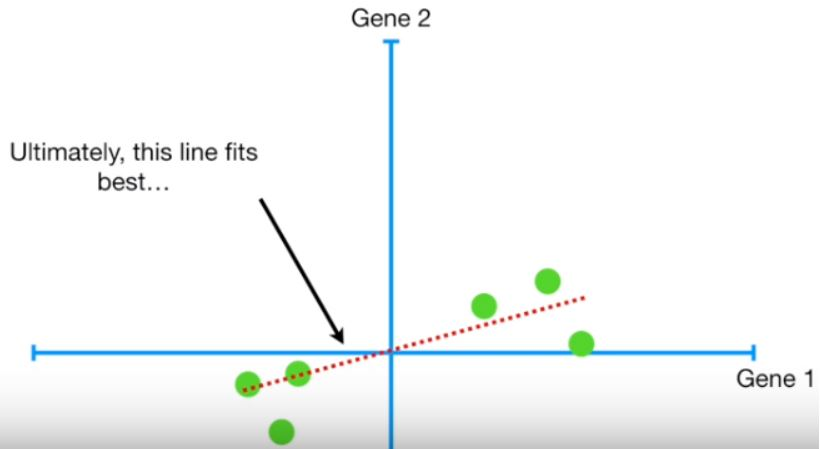 Gene 2
Ultimately, this line fits
best…
Gene 1